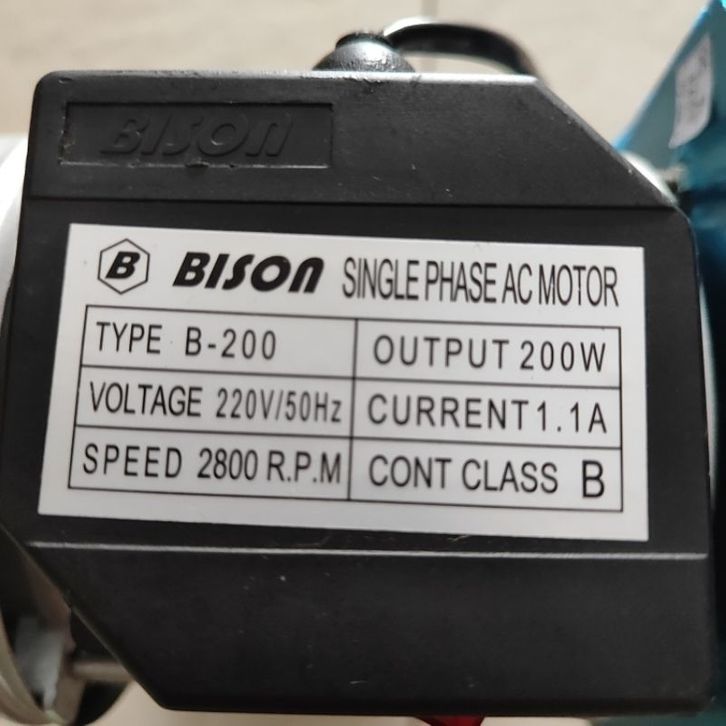 BISON
B BISON SINGLE PHASE AC MOTOR
TYPE B-200 OUTPUT 200W
VOLTAGE 220V/50Hz CURRENT 1.1A
SPEED 2800 R.P.M CONT CLASS B